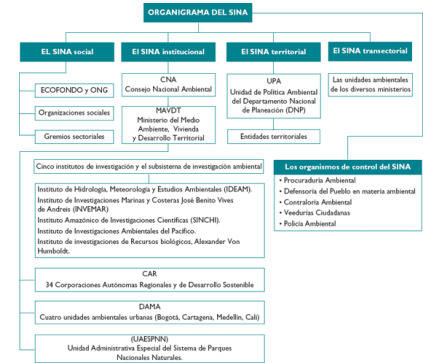 ORGANIGRAMA DEL SINA
EL SINA social
El SINA institucional
El SINA territorial
El SINA transectorial
ECOFONDO y ONG
Organizaciones sociales
Gremios sectoriales
CNA
Consejo Nacional Ambiental
MAVDT
Ministerio del Medio
Ambiente, Vivienda
y Desarrollo Territorial
UPA
Unidad de Política Ambiental
del Departamento Nacional
de Planeación (DNP)
Entidades territoriales
Las unidades ambientales
de los diversos ministerios
Cinco institutos de investigación y el subsistema de investigación ambiental
Instituto de Hidrología, Meteorología y Estudios Ambientales (IDEAM).
Instituto de Investigaciones Marinas y Costeras José Benito Vives
de Andreis (INVEMAR)
Instituto Amazónico de Investigaciones Científicas (SINCHI).
Instituto de Investigaciones Ambientales del Pacífico.
Instituto de investigaciones de Recursos biológicos, Alexander Von
Humboldt.
Los organismos de control del SINA
• Procuraduría Ambiental
• Defensoría del Pueblo en materia ambiental
• Contraloría Ambiental
• Veedurías Ciudadanas
• Policía Ambiental
CAR
34 Corporaciones Autónomas Regionales y de Desarrollo Sostenible
DAMA
Cuatro unidades ambientales urbanas (Bogotá, Cartagena, Medellín, Cali)
(UAESPNN)
Unidad Administrativa Especial del Sistema de Parques
Nacionales Naturales.